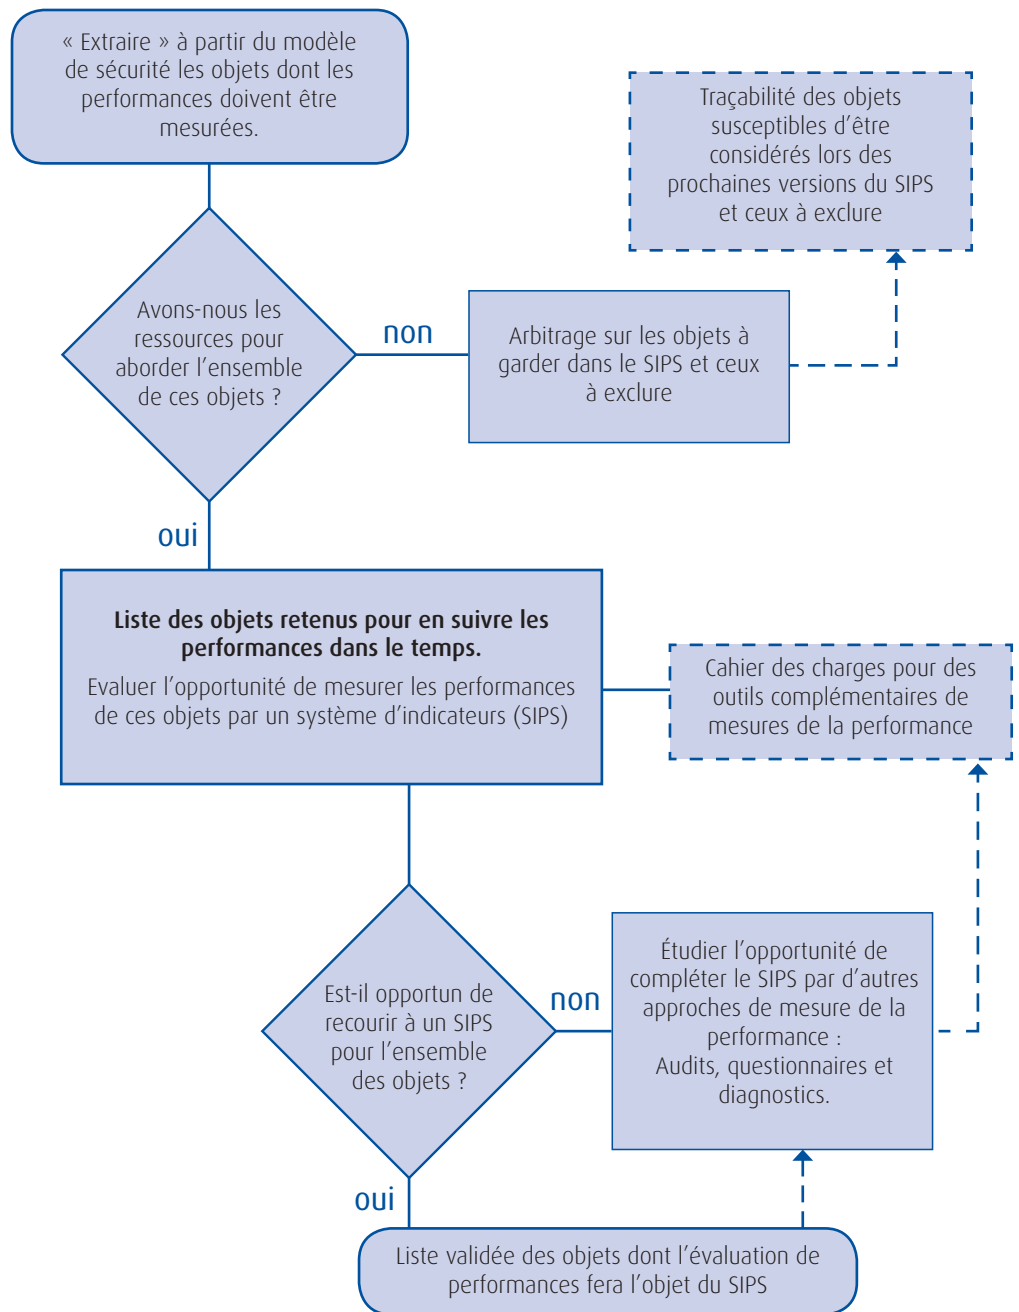 « Extraire » à partir du modèle
de sécurité les objets dont les
performances doivent être
mesurées.
Traçabilité des objets
susceptibles d’être
considérés lors des
prochaines versions du SIPS
et ceux à exclure
Avons-nous les
ressources pour
aborder l’ensemble
de ces objets ?
non
Arbitrage sur les objets à
garder dans le SIPS et ceux
à exclure
oui
Liste des objets retenus pour en suivre les
performances dans le temps.
Evaluer l’opportunité de mesurer les performances
de ces objets par un système d’indicateurs (SIPS)
Cahier des charges pour des
outils complémentaires de
mesures de la performance
Est-il opportun de
recourir à un SIPS
pour l’ensemble
des objets ?
non
Étudier l’opportunité de
compléter le SIPS par d’autres
approches de mesure de la
performance :
Audits, questionnaires et
diagnostics.
oui
Liste validée des objets dont l’évaluation de
performances fera l’objet du SIPS